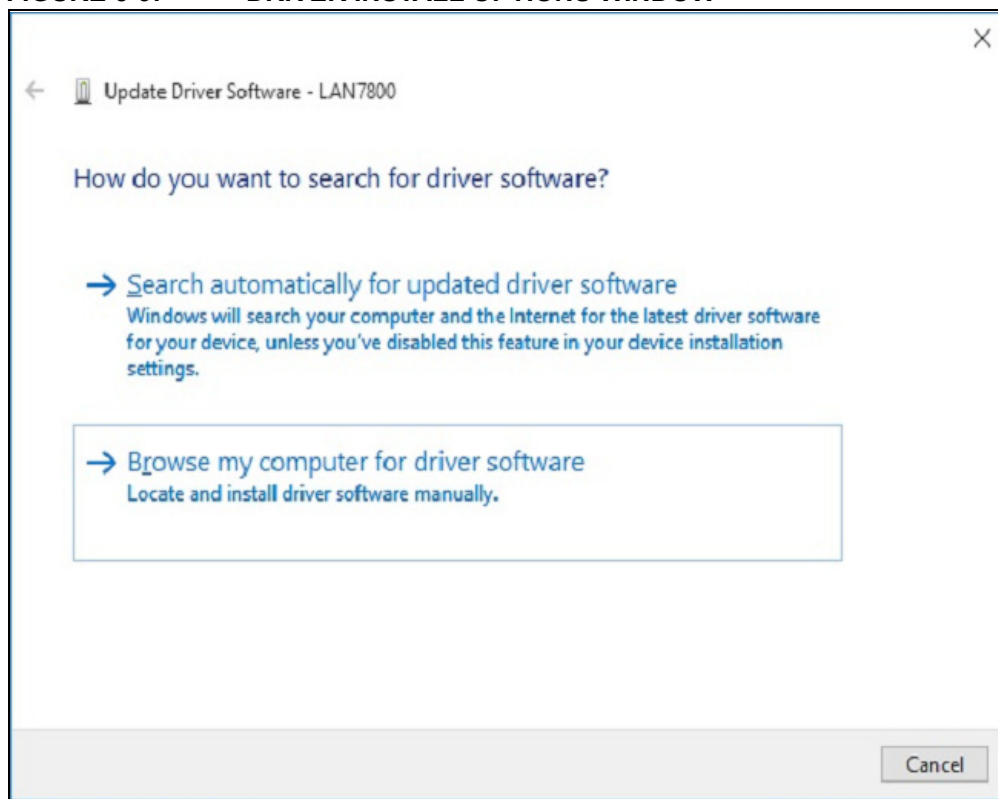 Update Driver Software - LAN7800
How do you want to search for driver software?
Search automatically for updated driver software
Windows will search your computer and the Internet for the latest driver software
for your device, unless you've disabled this feature in your device installation
settings.
Browse my computer for driver software
Locate and install driver software manually.
Cancel